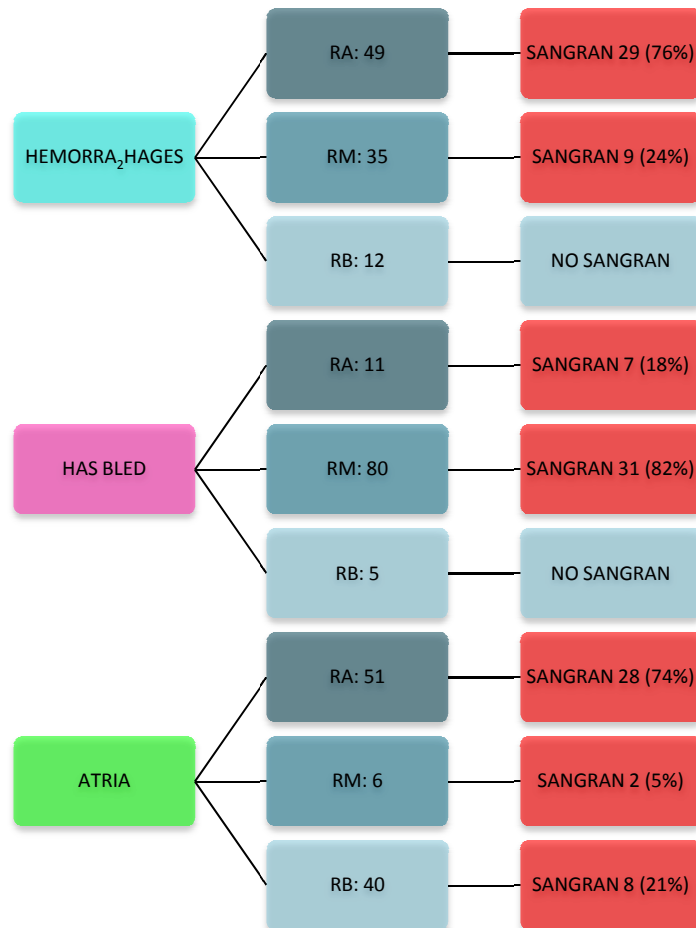 RA: 49
SANGRAN 29 (76%)
HEMORRA₂HAGES
RM: 35
SANGRAN 9 (24%)
RB: 12
NO SANGRAN
RA: 11
SANGRAN 7 (18%)
HAS BLED
RM: 80
SANGRAN 31 (82%)
RB: 5
NO SANGRAN
RA: 51
SANGRAN 28 (74%)
ATRIA
RM: 6
SANGRAN 2 (5%)
RB: 40
SANGRAN 8 (21%)